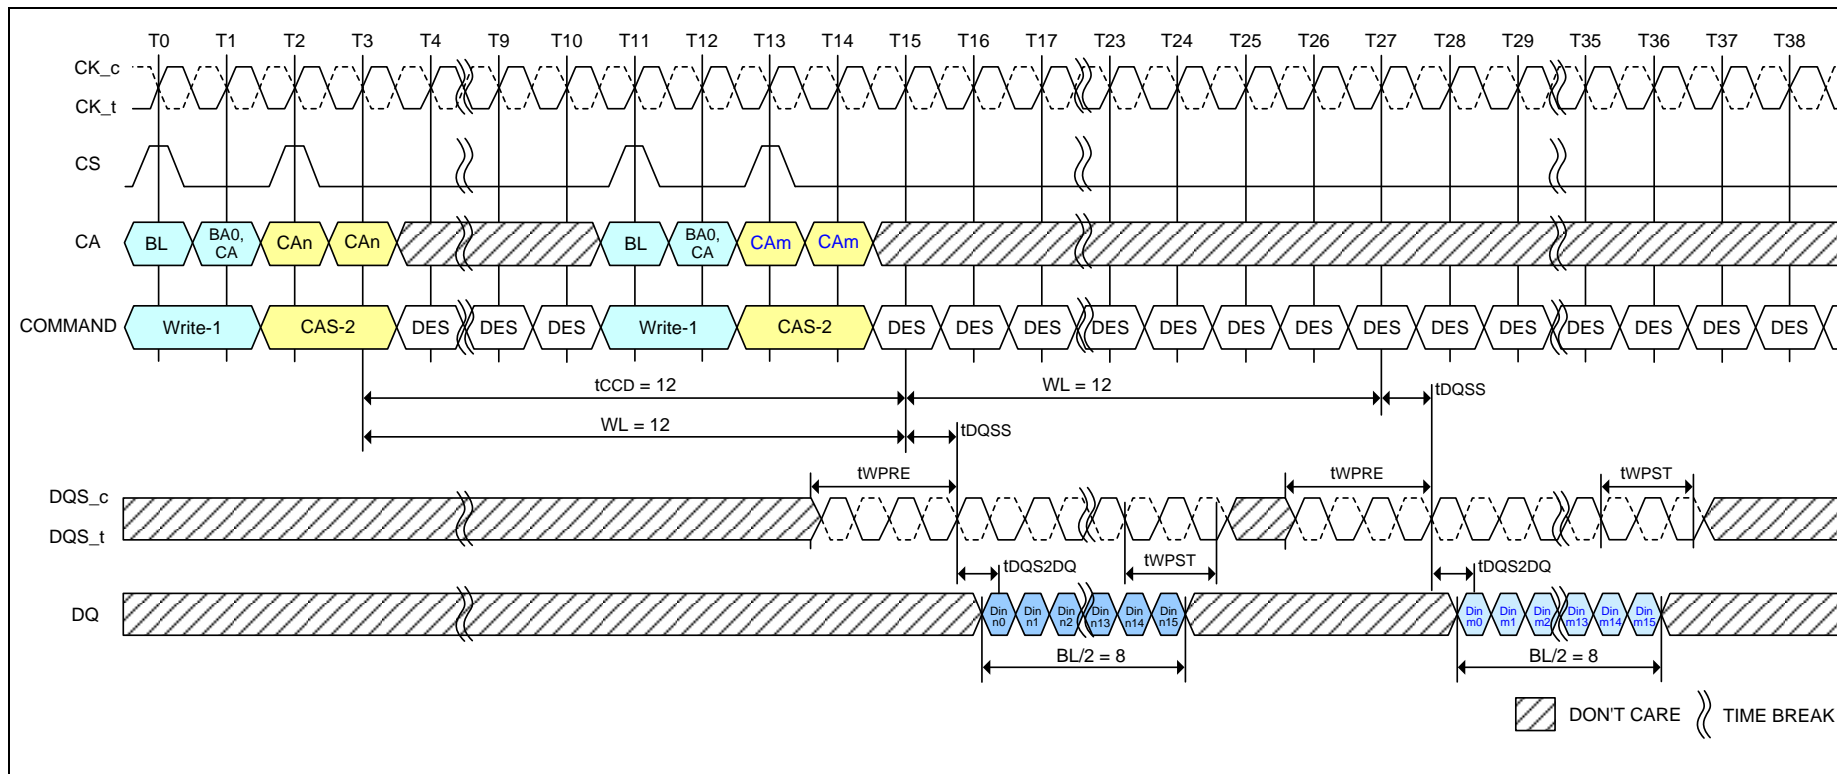 T0 T1 T2 T3 T4 T9 T10 T11 T12 T13 T14 T15 T16 T17 T23 T24 T25 T26 T27 T28 T29 T35 T36 T37 T38
CK_c
CK_t
CS
CA BL BA0, CA CAn CAn BL BA0, CA CAm CAm
COMMAND Write-1 CAS-2 DES DES DES Write-1 CAS-2 DES DES DES DES DES DES DES DES DES DES DES DES DES DES
tCCD = 12 WL = 12 tDQSS
WL = 12 tDQSS
tWPRE tWPRE tWPST
DQS_c
DQS_t
tWPST
tDQS2DQ tDQS2DQ
DQ Din n0 Din n1 Din n2 Din n13 Din n14 Din n15 Din m0 Din m1 Din m2 Din m13 Din m14 Din m15
BL/2 = 8 BL/2 = 8
DON'T CARE TIME BREAK